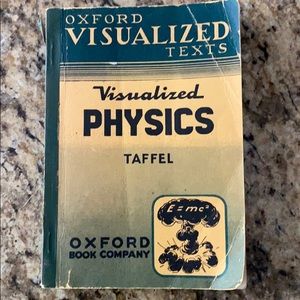 OXFORD
VISUALIZED
TEXTS
Visualized
PHYSICS
TAFFEL
E=mc²
OXFORD
BOOK COMPANY